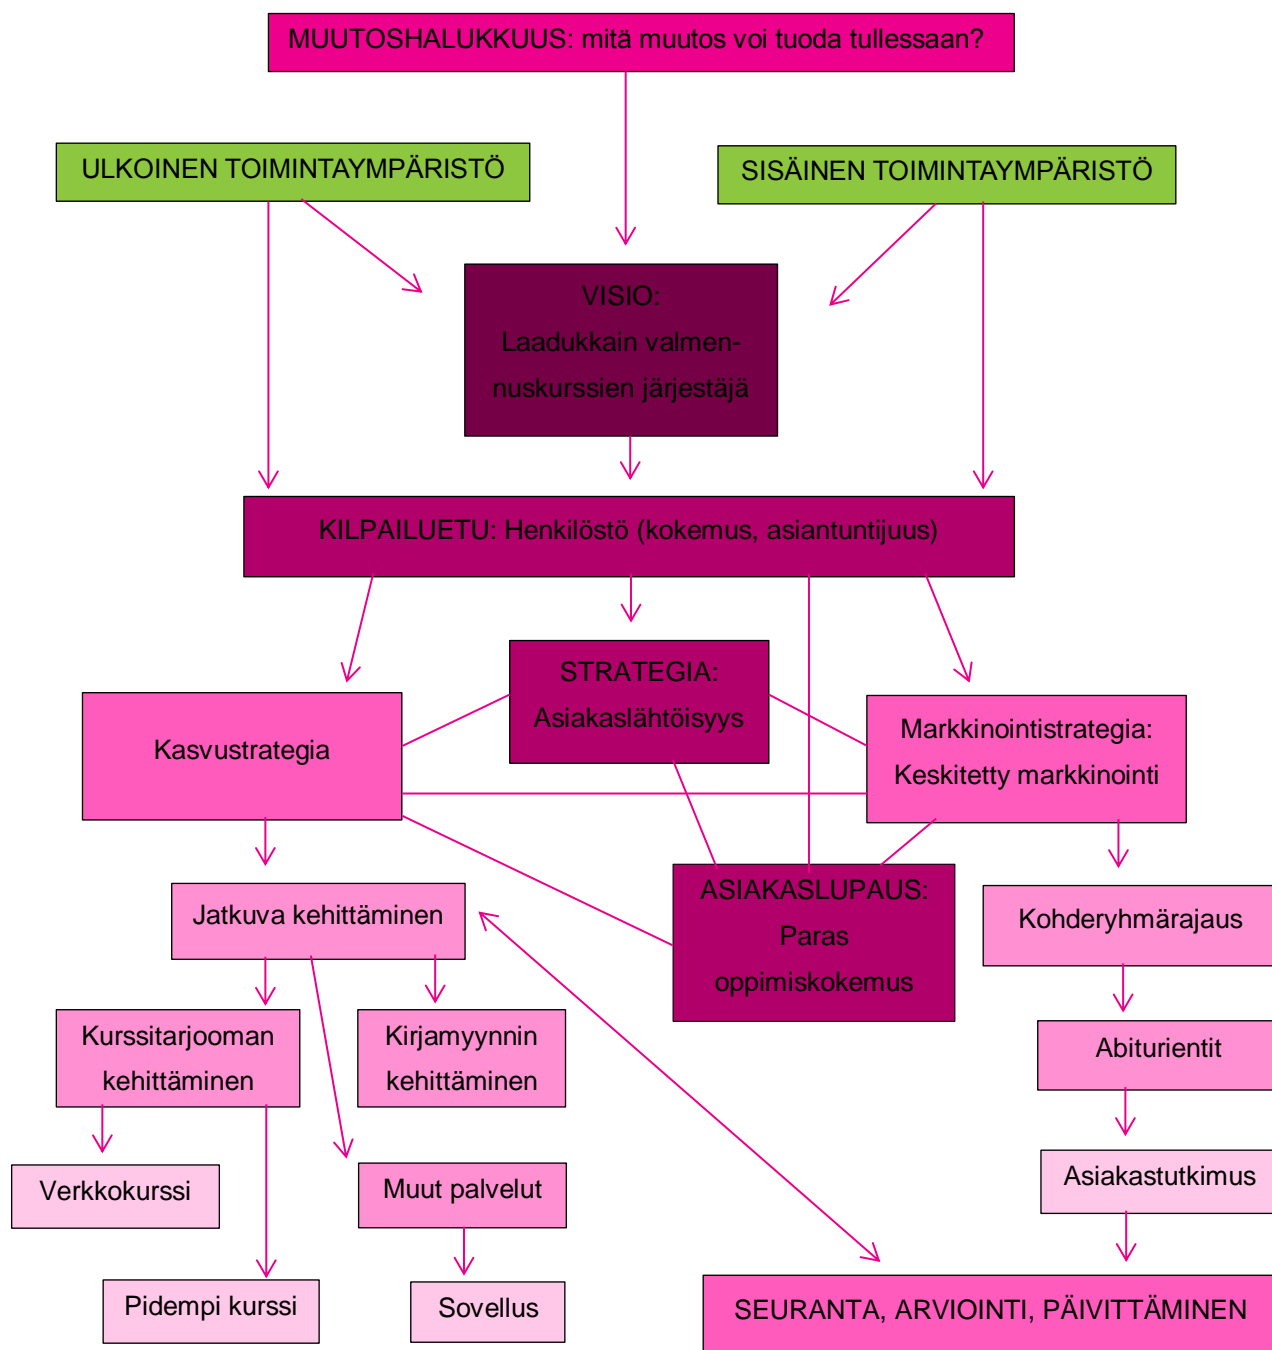 MUUTOSHALUKKUUS: mitä muutos voi tuoda tullessaan?
ULKOINEN TOIMINTAYMPÄRISTÖ
SISÄINEN TOIMINTAYMPÄRISTÖ
VISIO:
Laadukkain valmen-
nuskurssien järjestäjä
KILPAILUETU: Henkilöstö (kokemus, asiantuntijuus)
STRATEGIA:
Asiakaslähtöisyys
Kasvustrategia
Markkinointistrategia:
Keskitetty markkinointi
Jatkuva kehittäminen
ASIAKASLUPAUS:
Paras
oppimiskokemus
Kohderyhmärajaus
Kurssitarjooman
kehittäminen
Kirjamyynnin
kehittäminen
Abiturientit
Verkkokurssi
Muut palvelut
Asiakastutkimus
Pidempi kurssi
Sovellus
SEURANTA, ARVIOINTI, PÄIVITTÄMINEN